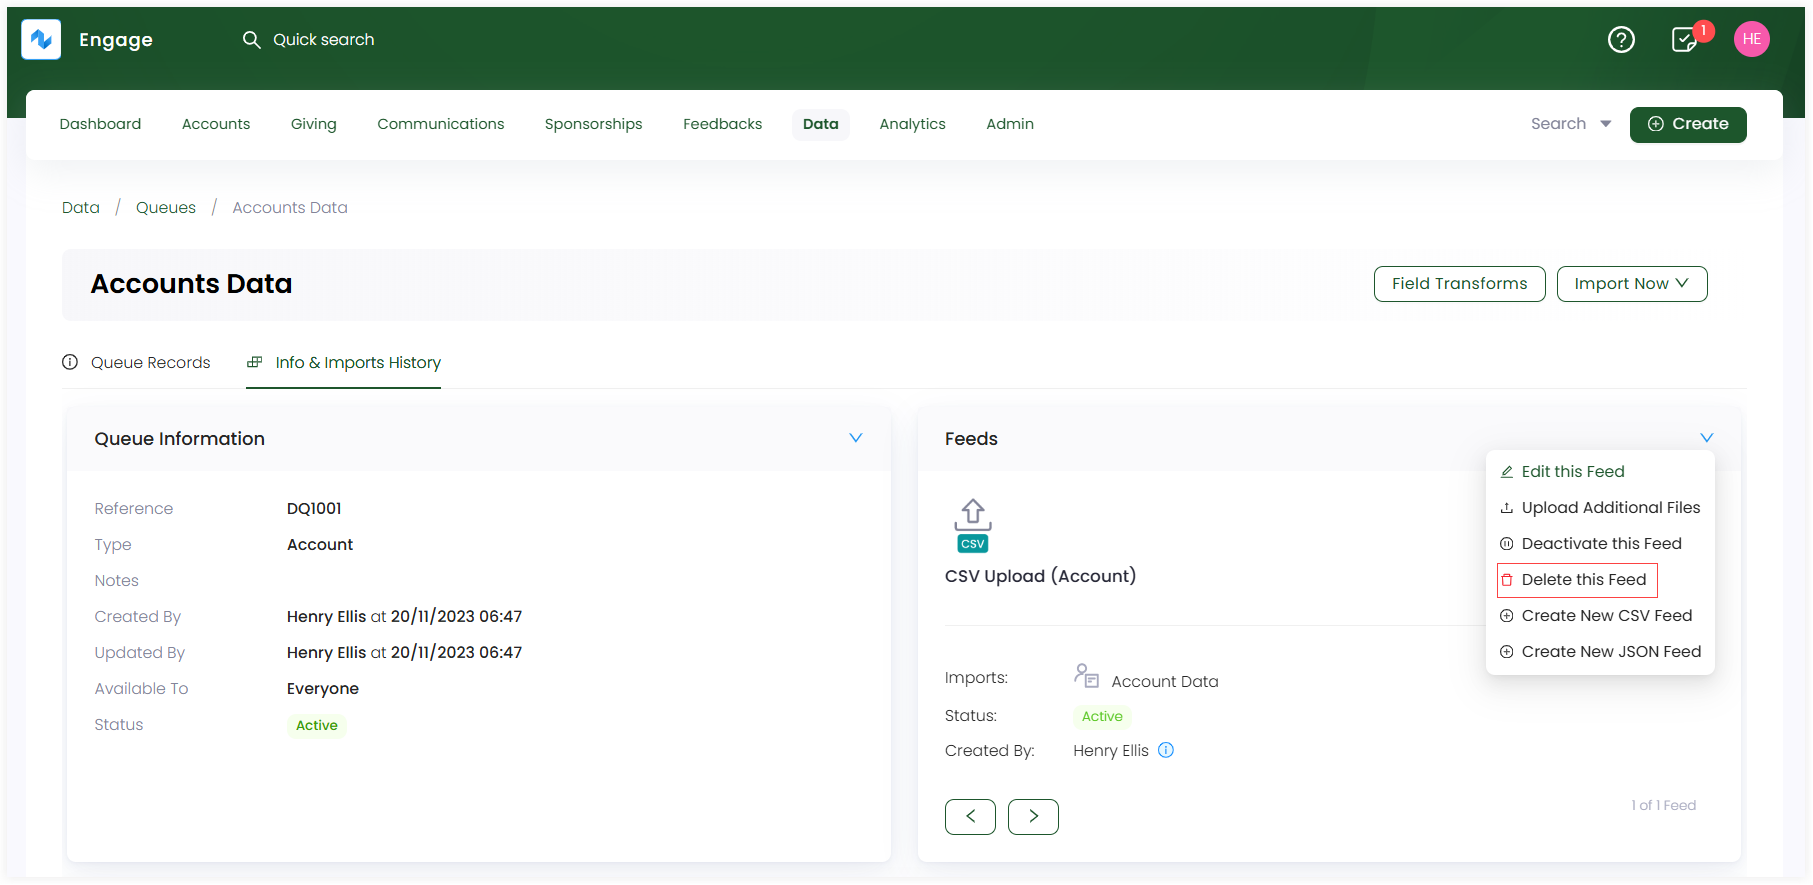 Engage
Quick search
1
HE
Dashboard Accounts Giving Communications Sponsorships Feedbacks Data Analytics Admin
Search
Create
Data / Queues / Accounts Data
Accounts Data
Field Transforms
Import Now
Queue Records
Info & Imports History
Queue Information
Reference DQ1001
Type Account
Notes
Created By Henry Ellis at 20/11/2023 06:47
Updated By Henry Ellis at 20/11/2023 06:47
Available To Everyone
Status Active
Feeds
Edit this Feed
Upload Additional Files
Deactivate this Feed
Delete this Feed
Create New CSV Feed
Create New JSON Feed
CSV
CSV Upload (Account)
Imports: Account Data
Status: Active
Created By: Henry Ellis
1 of 1 Feed